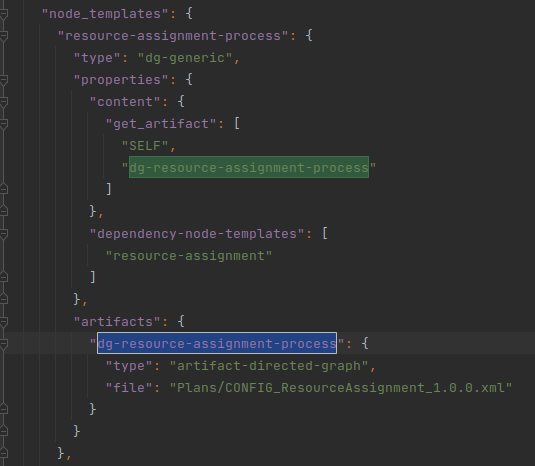 "node_templates": {
"resource-assignment-process": {
"type": "dg-generic",
"properties": {
"content": {
"get_artifact": [
"SELF",
"dg-resource-assignment-process"
]
},
"dependency-node-templates": [
"resource-assignment"
]
},
"artifacts": {
"dg-resource-assignment-process": {
"type": "artifact-directed-graph",
"file": "Plans/CONFIG_ResourceAssignment_1.0.0.xml"
}
}
},